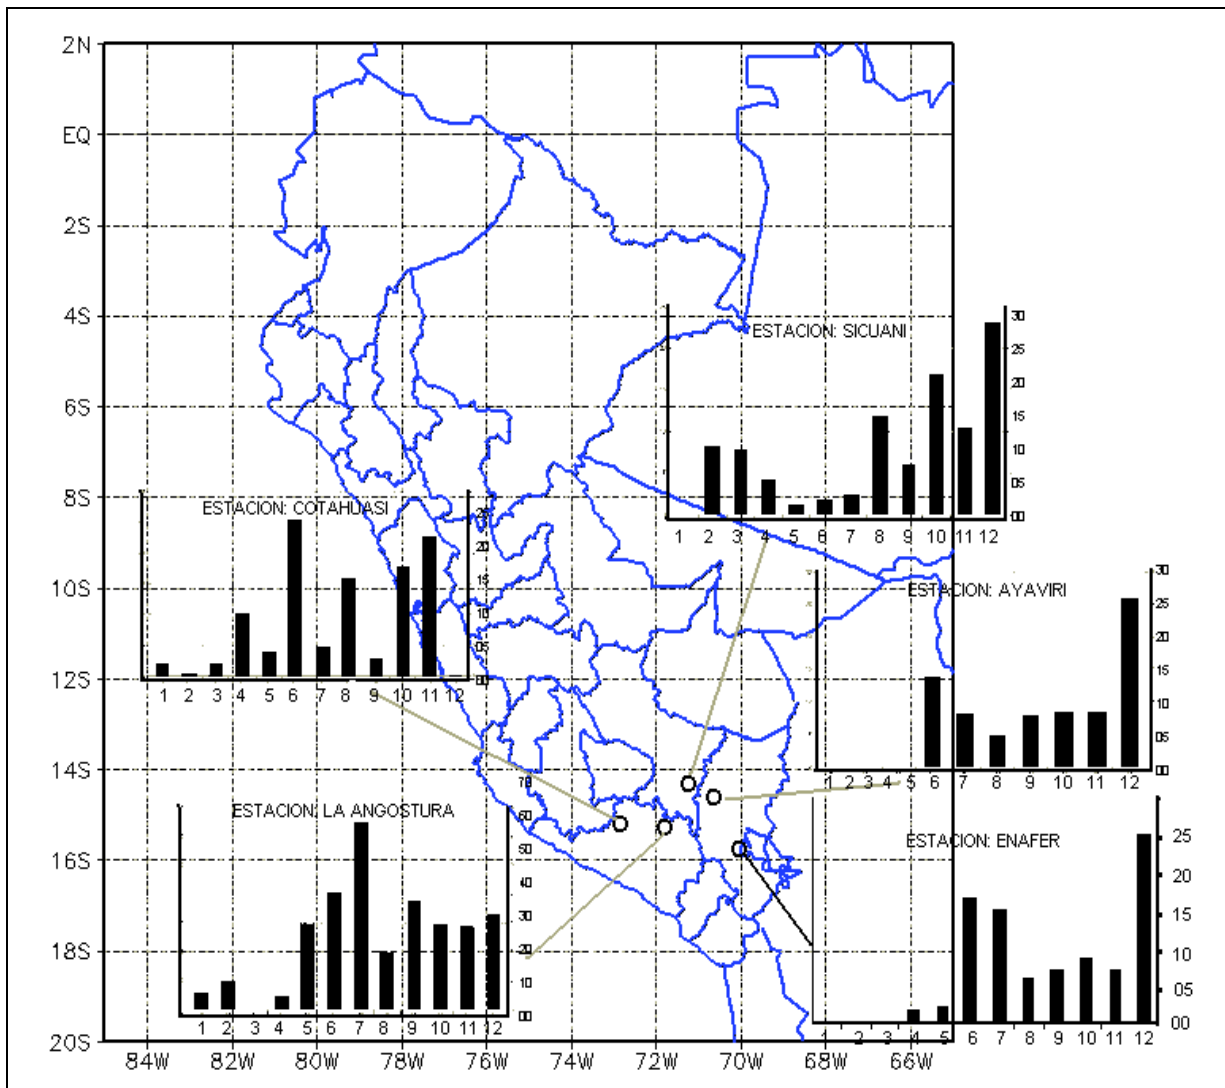 2N
EQ
2S
4S
6S
8S
10S
12S
14S
16S
18S
20S
84W
82W
80W
78W
76W
74W
72W
70W
68W
66W
ESTACION: SICUANI
30
25
20
15
10
05
00
1 2 3 4 5 6 7 8 9 10 11 12
ESTACION: COTAHUASI
25
20
15
10
05
00
1 2 3 4 5 6 7 8 9 10 11 12
ESTACION: AYAVIRI
30
25
20
15
10
05
00
1 2 3 4 5 6 7 8 9 10 11 12
ESTACION: LA ANGOSTURA
70
60
50
40
30
20
10
00
1 2 3 4 5 6 7 8 9 10 11 12
ESTACION: ENAFER
25
20
15
10
05
00
2 3 4 5 6 7 8 9 10 11 12